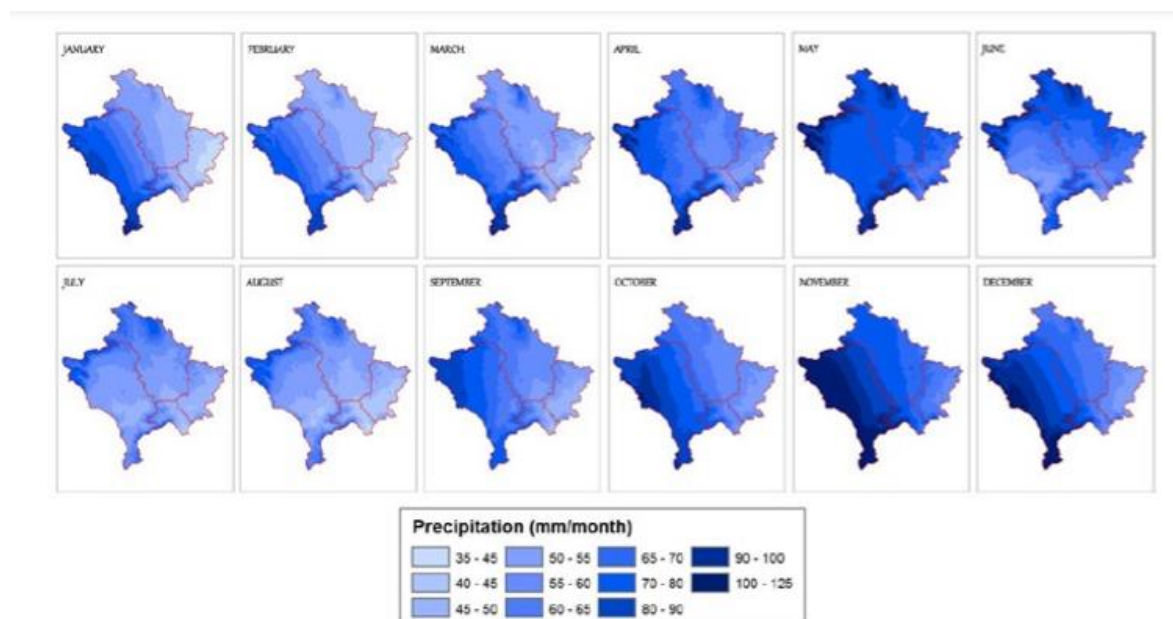 JANUARY
FEBRUARY
MARCH
APRIL
MAY
JUNE
JULY
AUGUST
SEPTEMBER
OCTOBER
NOVEMBER
DECEMBER
Precipitation (mm/month)
35 - 45 50 - 55 65 - 70 90 - 100
40 - 45 55 - 60 70 - 80 100 - 125
45 - 50 60 - 65 80 - 90